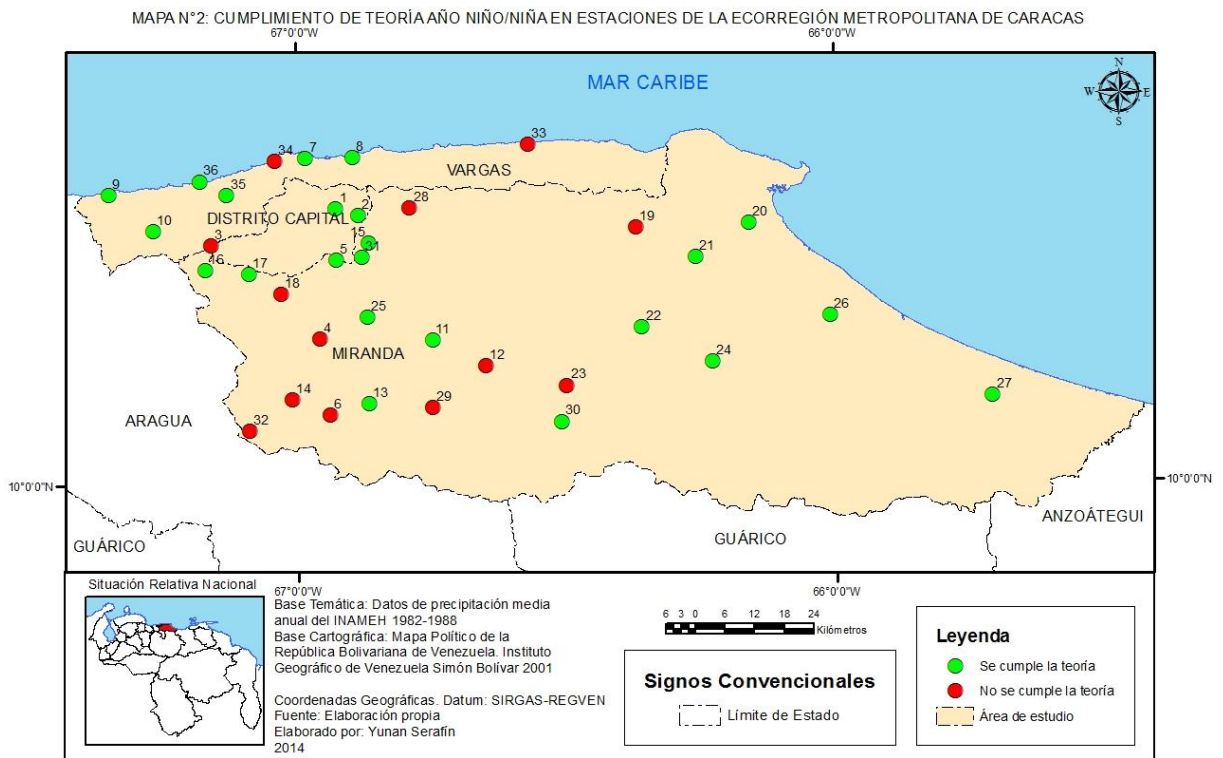 MAPA N°2: CUMPLIMIENTO DE TEORÍA AÑO NIÑO/NIÑA EN ESTACIONES DE LA ECORREGIÓN METROPOLITANA DE CARACAS
67°0'0"W 66°0'0"W
MAR CARIBE
N
W E
S
33
34 7 8
VARGAS
36
9 35
28
1 2
DISTRITO CAPITAL
19 20
10
3 15
5 31 21
16 17
18
26
25 22
4 11
MIRANDA
12 24
23
27
14 13 29
6 30
ARAGUA 32
10°0'0"N 10°0'0"N
ANZOÁTEGUI
GUÁRICO GUÁRICO
67°0'0"W 66°0'0"W
Situación Relativa Nacional
Base Temática: Datos de precipitación media
anual del INAMEH 1982-1988
Base Cartográfica: Mapa Político de la
República Bolivariana de Venezuela. Instituto
Geográfico de Venezuela Simón Bolívar 2001
Coordenadas Geográficas. Datum: SIRGAS-REGVEN
Fuente: Elaboración propia
Elaborado por: Yunan Serafín
2014
6 3 0 6 12 18 24
Kilómetros
Signos Convencionales
Límite de Estado
Leyenda
Se cumple la teoría
No se cumple la teoría
Área de estudio